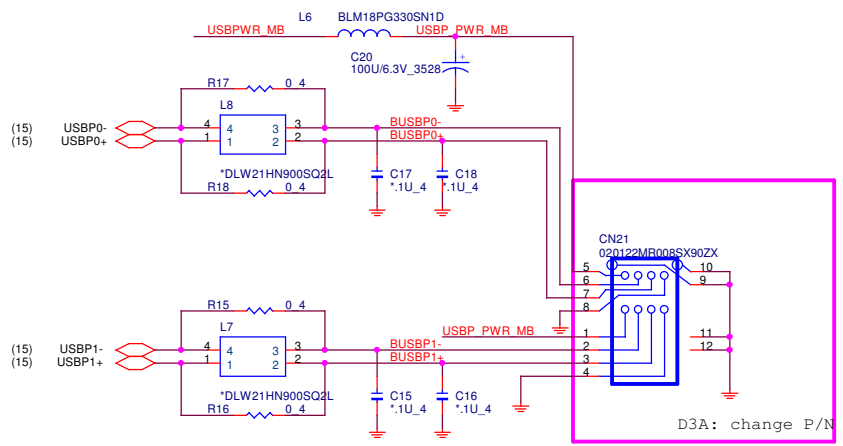 L6 BLM18PG330SN1D
USBPWR_MB USBP_PWR_MB
C20
100U/6.3V_3528
+
R17 0_4
L8
(15) USBP0- 4 4 3 3 BUSBP0-
(15) USBP0+ 1 1 2 2 BUSBP0+
*DLW21HN900SQ2L
R18 0_4
C17
*.1U_4
C18
*.1U_4
CN21
020122MR008SX90ZX
5 10
6 9
7
8
R15 0_4
L7
USBP_PWR_MB 1 11
(15) USBP1- 4 4 3 3 BUSBP1- 2 12
(15) USBP1+ 1 1 2 2 BUSBP1+ 3
4
*DLW21HN900SQ2L
R16 0_4
C15
*.1U_4
C16
*.1U_4
D3A: change P/N